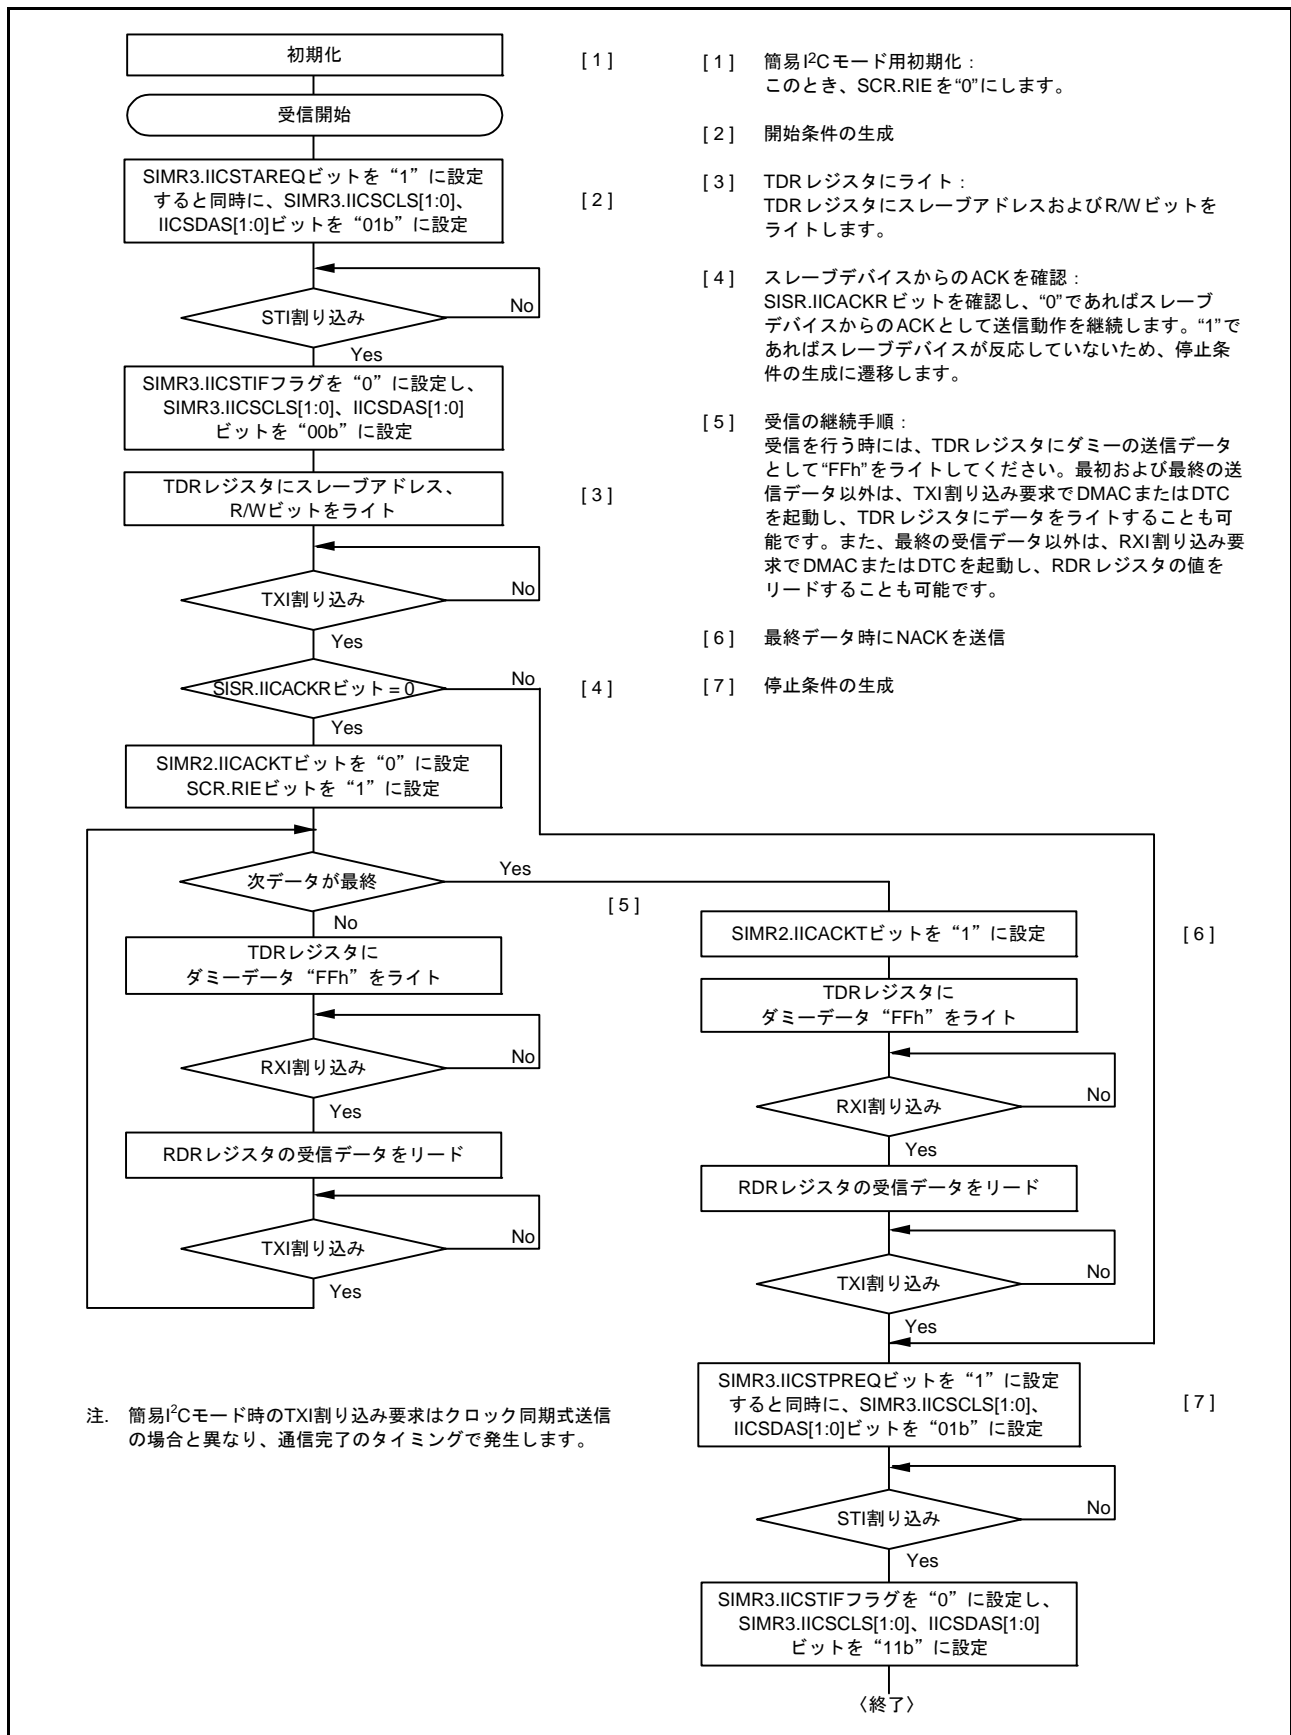 初期化
[ 1 ]
受信開始
SIMR3.IICSTAREQビットを“1”に設定
すると同時に、SIMR3.IICSCLS[1:0]、
IICSDAS[1:0]ビットを“01b”に設定
[ 2 ]
STI割り込み
No
Yes
SIMR3.IICSTIFフラグを“0”に設定し、
SIMR3.IICSCLS[1:0]、IICSDAS[1:0]
ビットを“00b”に設定
TDRレジスタにスレーブアドレス、
R/Wビットをライト
[ 3 ]
TXI割り込み
No
Yes
SISR.IICACKRビット = 0
No
[ 4 ]
Yes
SIMR2.IICACKTビットを“0”に設定
SCR.RIEビットを“1”に設定
次データが最終
Yes
[ 5 ]
No
TDRレジスタに
ダミーデータ“FFh”をライト
RXI割り込み
No
Yes
RDRレジスタの受信データをリード
TXI割り込み
No
Yes
[ 1 ] 簡易I²Cモード用初期化：
このとき、SCR.RIEを“0”にします。
[ 2 ] 開始条件の生成
[ 3 ] TDRレジスタにライト：
TDRレジスタにスレーブアドレスおよびR/Wビットを
ライトします。
[ 4 ] スレーブデバイスからのACKを確認：
SISR.IICACKRビットを確認し、“0”であればスレーブ
デバイスからのACKとして送信動作を継続します。“1”で
あればスレーブデバイスが反応していないため、停止条
件の生成に遷移します。
[ 5 ] 受信の継続手順：
受信を行う時には、TDRレジスタにダミーの送信データ
として“FFh”をライトしてください。最初および最終の送
信データ以外は、TXI割り込み要求でDMACまたはDTC
を起動し、TDRレジスタにデータをライトすることも可
能です。また、最終の受信データ以外は、RXI割り込み要
求でDMACまたはDTCを起動し、RDRレジスタの値を
リードすることも可能です。
[ 6 ] 最終データ時にNACKを送信
[ 7 ] 停止条件の生成
SIMR2.IICACKTビットを“1”に設定
[ 6 ]
TDRレジスタに
ダミーデータ“FFh”をライト
RXI割り込み
No
Yes
RDRレジスタの受信データをリード
TXI割り込み
No
Yes
SIMR3.IICSTPREQビットを“1”に設定
すると同時に、SIMR3.IICSCLS[1:0]、
IICSDAS[1:0]ビットを“01b”に設定
[ 7 ]
STI割り込み
No
Yes
SIMR3.IICSTIFフラグを“0”に設定し、
SIMR3.IICSCLS[1:0]、IICSDAS[1:0]
ビットを“11b”に設定
〈終了〉
注. 簡易I²Cモード時のTXI割り込み要求はクロック同期式送信
の場合と異なり、通信完了のタイミングで発生します。